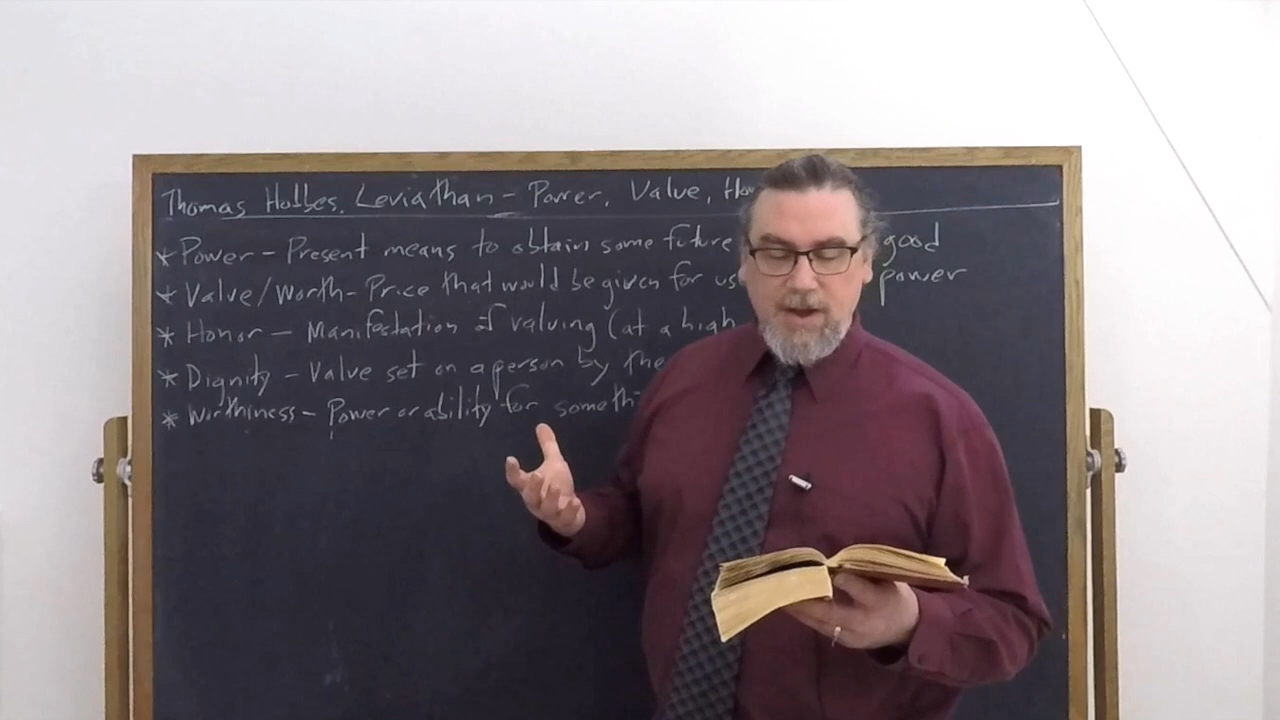 Thomas Hobbes, Leviathan - Power, Value, Ho
* Power - Present means to obtain some future good
* Value/Worth - Price that would be given for us power
* Honor - Manifestation of valuing (at a high
* Dignity - Value set on a person by the
* Worthiness - Power or ability for someth